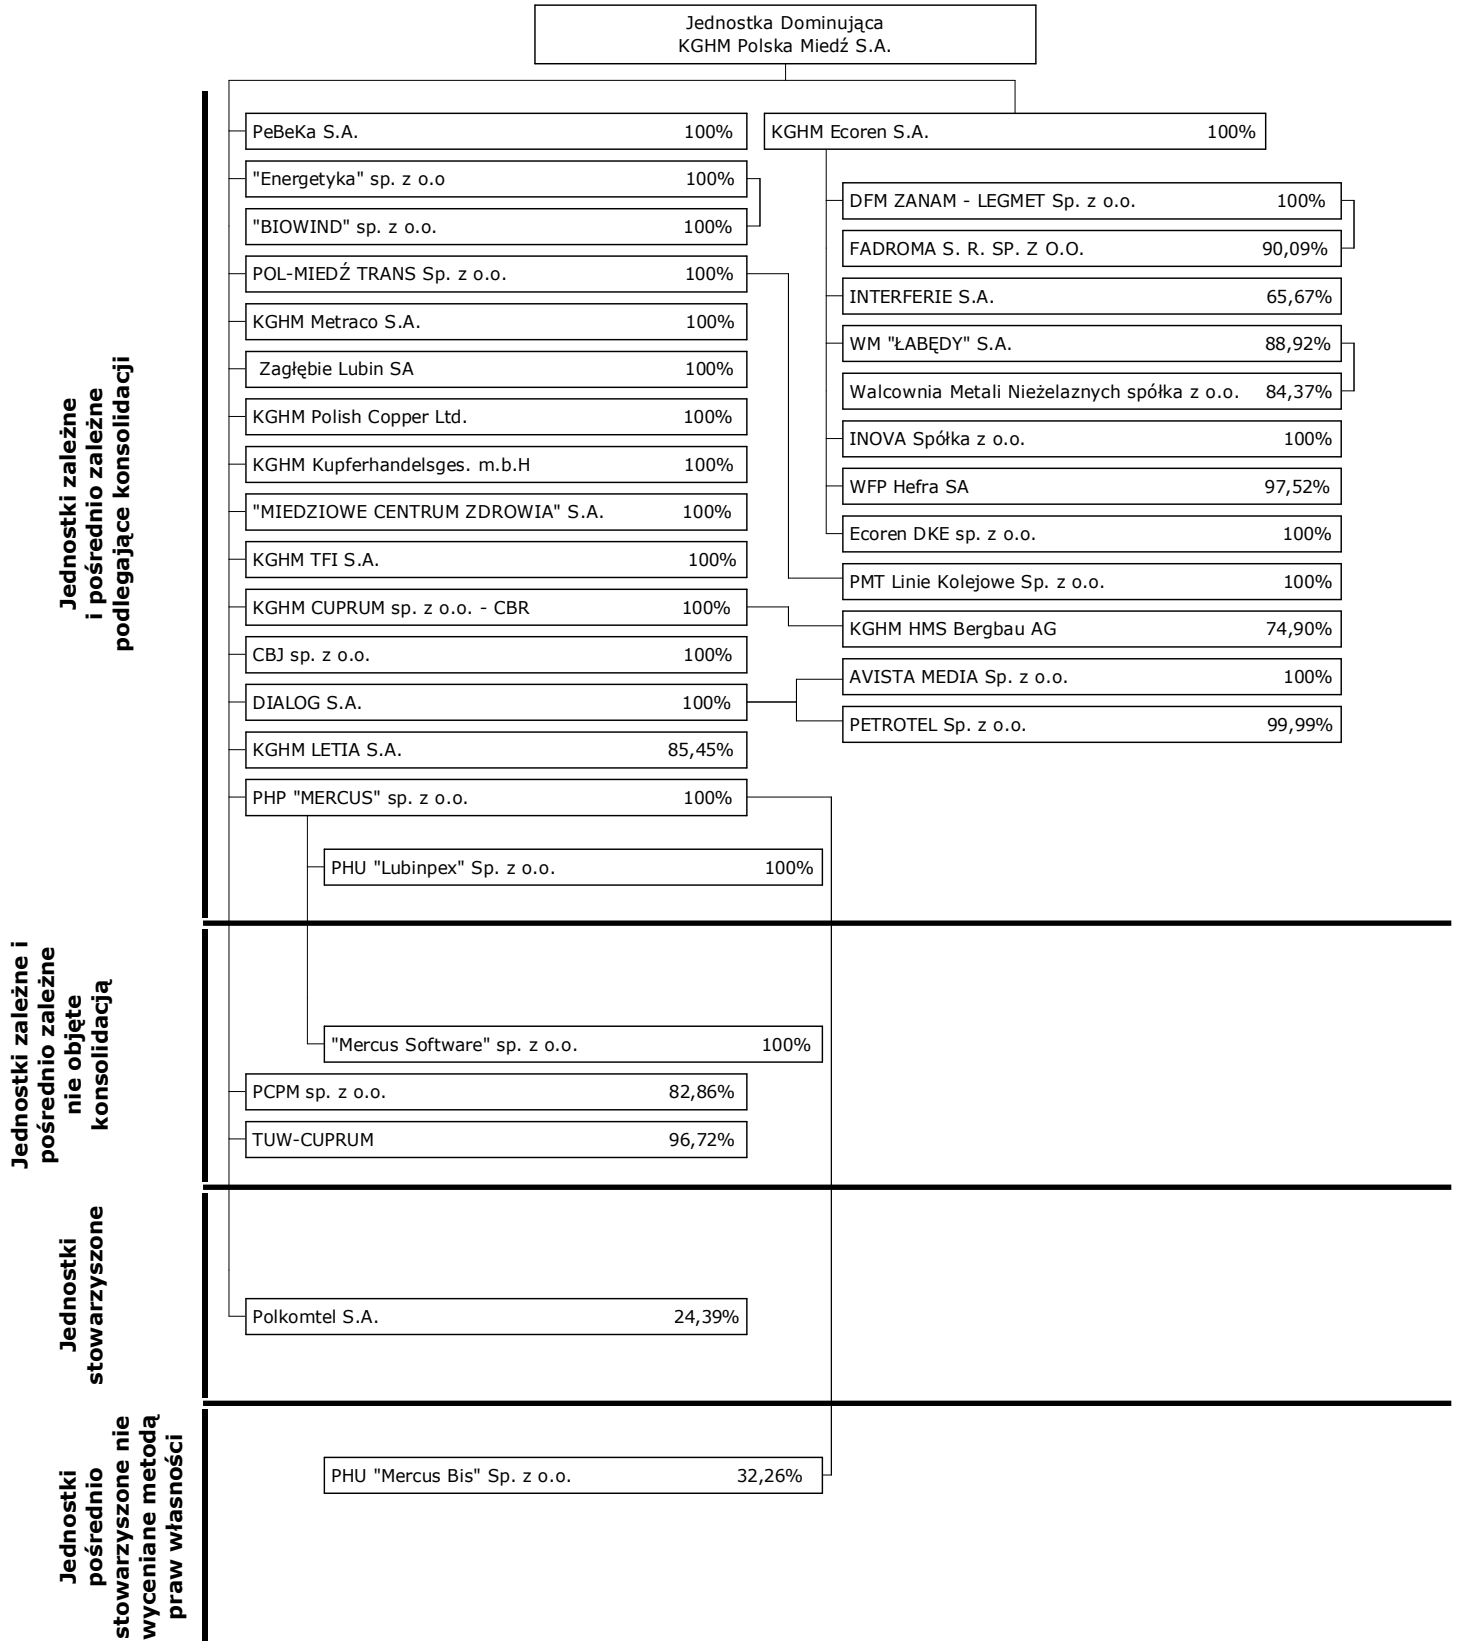 Jednostka Dominująca
KGHM Polska Miedź S.A.
Jednostki zależne
i pośrednio zależne
podlegające konsolidacji
PeBeKa S.A. 100%
"Energetyka" sp. z o.o 100%
"BIOWIND" sp. z o.o. 100%
POL-MIEDŹ TRANS Sp. z o.o. 100%
KGHM Metraco S.A. 100%
Zagłębie Lubin SA 100%
KGHM Polish Copper Ltd. 100%
KGHM Kupferhandelsges. m.b.H 100%
"MIEDZIOWE CENTRUM ZDROWIA" S.A. 100%
KGHM TFI S.A. 100%
KGHM CUPRUM sp. z o.o. - CBR 100%
CBJ sp. z o.o. 100%
DIALOG S.A. 100%
KGHM LETIA S.A. 85,45%
PHP "MERCUS" sp. z o.o. 100%
PHU "Lubinpex" Sp. z o.o. 100%
KGHM Ecoren S.A. 100%
DFM ZANAM - LEGMET Sp. z o.o. 100%
FADROMA S. R. SP. Z O.O. 90,09%
INTERFERIE S.A. 65,67%
WM "ŁABĘDY" S.A. 88,92%
Walcownia Metali Nieżelaznych spółka z o.o. 84,37%
INOVA Spółka z o.o. 100%
WFP Hefra SA 97,52%
Ecoren DKE sp. z o.o. 100%
PMT Linie Kolejowe Sp. z o.o. 100%
KGHM HMS Bergbau AG 74,90%
AVISTA MEDIA Sp. z o.o. 100%
PETROTEL Sp. z o.o. 99,99%
Jednostki zależne i
pośrednio zależne
nie objęte
konsolidacją
"Mercus Software" sp. z o.o. 100%
PCPM sp. z o.o. 82,86%
TUW-CUPRUM 96,72%
Jednostki
stowarzyszone
Polkomtel S.A. 24,39%
Jednostki
pośrednio
stowarzyszone nie
wyceniane metodą
praw własności
PHU "Mercus Bis" Sp. z o.o. 32,26%